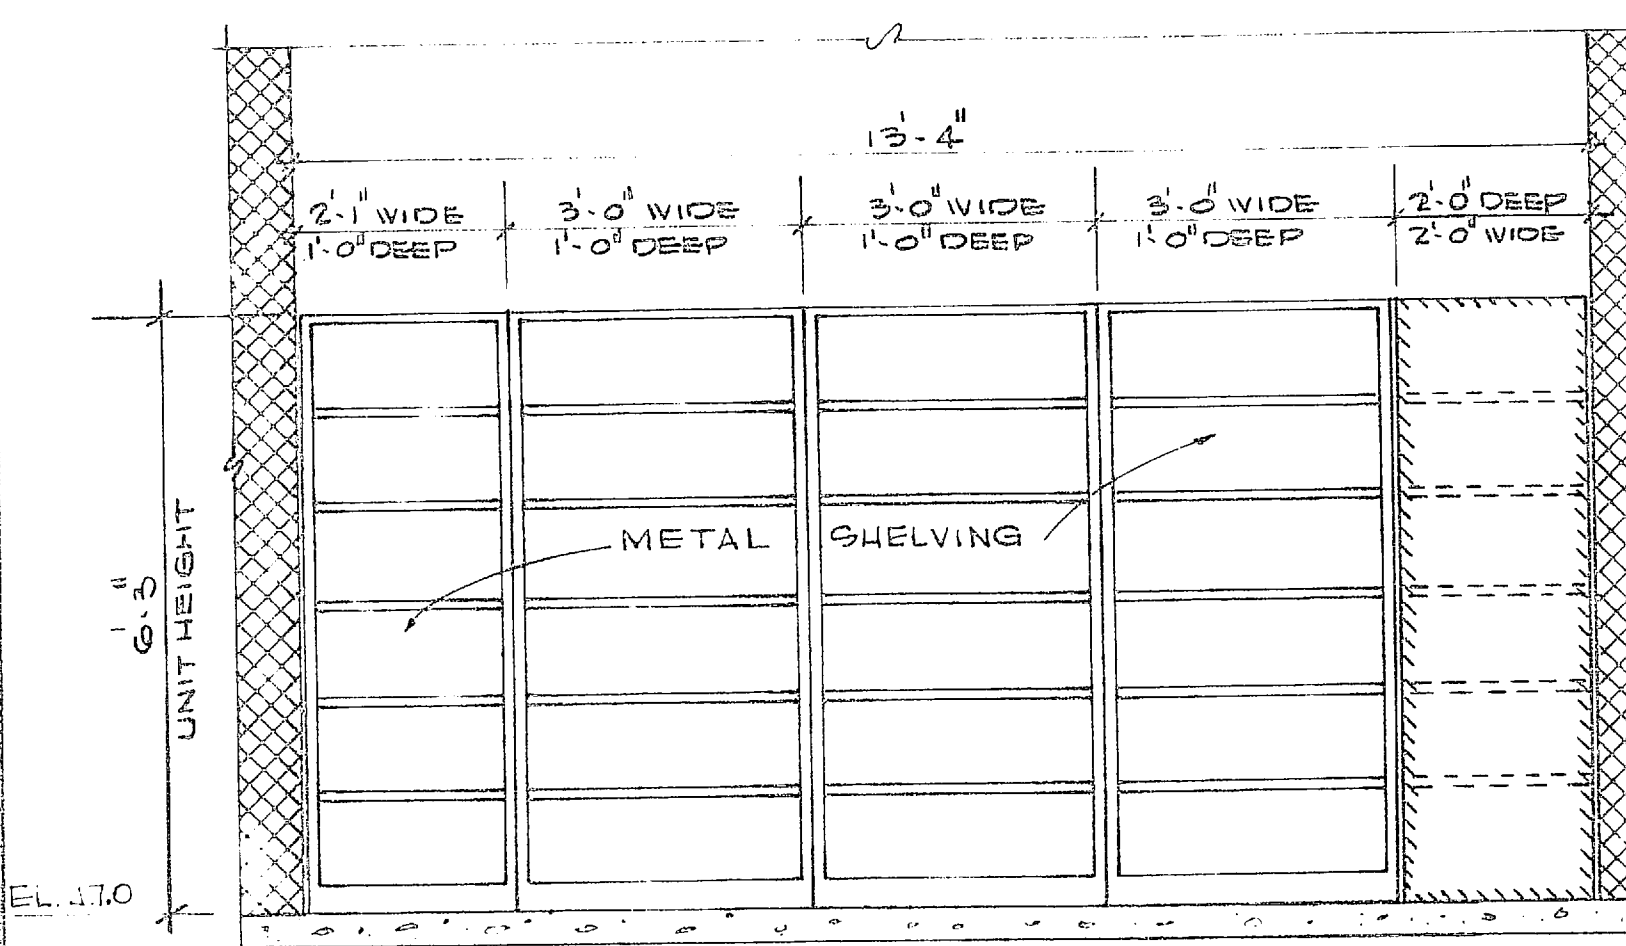 13'-4"
2'-1" WIDE
1'-0" DEEP
3'-0" WIDE
1'-0" DEEP
3'-0" WIDE
1'-0" DEEP
3'-0" WIDE
1'-0" DEEP
2'-0" DEEP
2'-0" WIDE
METAL SHELVING
6'-3"
UNIT HEIGHT
EL.